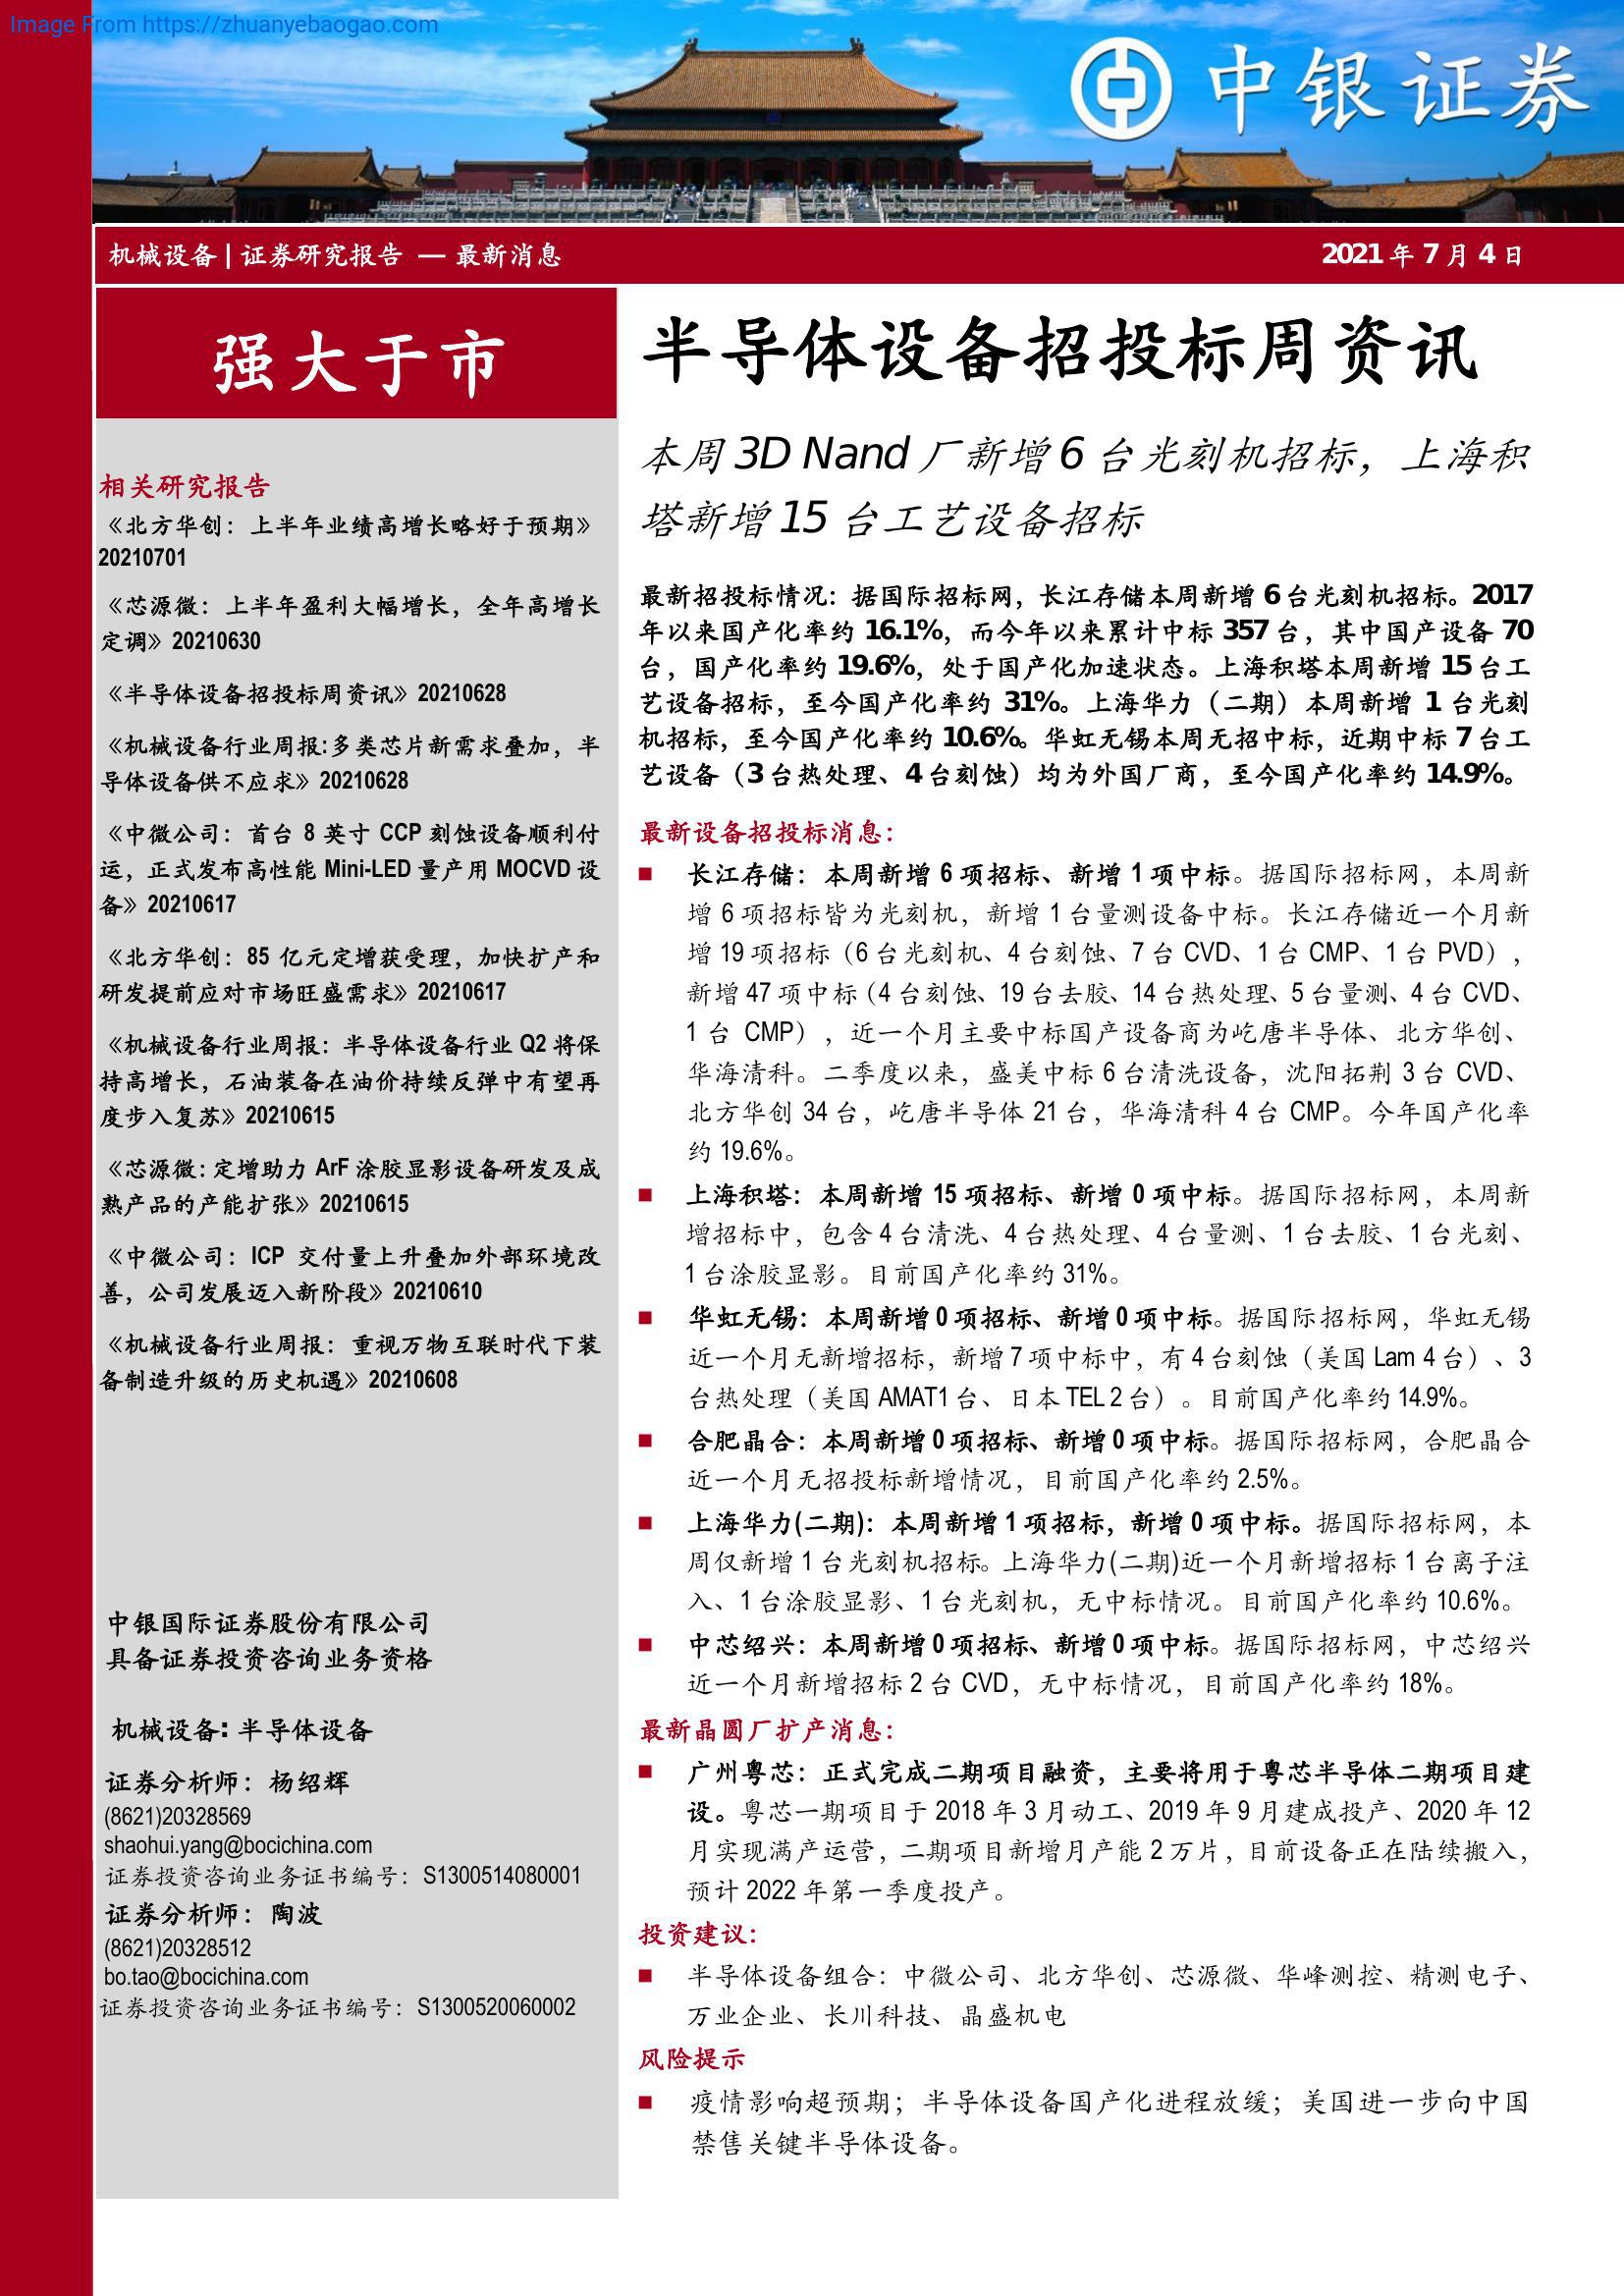 Image From https://zhuanyebaogao.com
中银证券
机械设备 | 证券研究报告 — 最新消息
2021 年 7 月 4 日
强大于市
相关研究报告
《北方华创：上半年业绩高增长略好于预期》
20210701
《芯源微：上半年盈利大幅增长，全年高增长
定调》20210630
《半导体设备招投标周资讯》20210628
《机械设备行业周报:多类芯片新需求叠加，半
导体设备供不应求》20210628
《中微公司：首台 8 英寸 CCP 刻蚀设备顺利付
运，正式发布高性能 Mini-LED 量产用 MOCVD 设
备》20210617
《北方华创：85 亿元定增获受理，加快扩产和
研发提前应对市场旺盛需求》20210617
《机械设备行业周报：半导体设备行业 Q2 将保
持高增长，石油装备在油价持续反弹中有望再
度步入复苏》20210615
《芯源微:定增助力 ArF 涂胶显影设备研发及成
熟产品的产能扩张》20210615
《中微公司：ICP 交付量上升叠加外部环境改
善，公司发展迈入新阶段》20210610
《机械设备行业周报：重视万物互联时代下装
备制造升级的历史机遇》20210608
中银国际证券股份有限公司
具备证券投资咨询业务资格
机械设备: 半导体设备
证券分析师：杨绍辉
(8621)20328569
shaohui.yang@bocichina.com
证券投资咨询业务证书编号：S1300514080001
证券分析师：陶波
(8621)20328512
bo.tao@bocichina.com
证券投资咨询业务证书编号：S1300520060002
半导体设备招投标周资讯
本周 3D Nand 厂新增 6 台光刻机招标，上海积
塔新增 15 台工艺设备招标
最新招投标情况：据国际招标网，长江存储本周新增 6 台光刻机招标。2017
年以来国产化率约 16.1%，而今年以来累计中标 357 台，其中国产设备 70
台，国产化率约 19.6%，处于国产化加速状态。上海积塔本周新增 15 台工
艺设备招标，至今国产化率约 31%。上海华力（二期）本周新增 1 台光刻
机招标，至今国产化率约 10.6%。华虹无锡本周无招中标，近期中标 7 台工
艺设备（3 台热处理、4 台刻蚀）均为外国厂商，至今国产化率约 14.9%。
最新设备招投标消息：
■ 长江存储：本周新增 6 项招标、新增 1 项中标。据国际招标网，本周新
增 6 项招标皆为光刻机，新增 1 台量测设备中标。长江存储近一个月新
增 19 项招标（6 台光刻机、4 台刻蚀、7 台 CVD、1 台 CMP、1 台 PVD），
新增 47 项中标（4 台刻蚀、19 台去胶、14 台热处理、5 台量测、4 台 CVD、
1 台 CMP），近一个月主要中标国产设备商为屹唐半导体、北方华创、
华海清科。二季度以来，盛美中标 6 台清洗设备，沈阳拓荆 3 台 CVD、
北方华创 34 台，屹唐半导体 21 台，华海清科 4 台 CMP。今年国产化率
约 19.6%。
■ 上海积塔：本周新增 15 项招标、新增 0 项中标。据国际招标网，本周新
增招标中，包含 4 台清洗、4 台热处理、4 台量测、1 台去胶、1 台光刻、
1 台涂胶显影。目前国产化率约 31%。
■ 华虹无锡：本周新增 0 项招标、新增 0 项中标。据国际招标网，华虹无锡
近一个月无新增招标，新增 7 项中标中，有 4 台刻蚀（美国 Lam 4 台）、3
台热处理（美国 AMAT1 台、日本 TEL 2 台）。目前国产化率约 14.9%。
■ 合肥晶合：本周新增 0 项招标、新增 0 项中标。据国际招标网，合肥晶合
近一个月无招投标新增情况，目前国产化率约 2.5%。
■ 上海华力(二期)：本周新增 1 项招标，新增 0 项中标。据国际招标网，本
周仅新增 1 台光刻机招标。上海华力(二期)近一个月新增招标 1 台离子注
入、1 台涂胶显影、1 台光刻机，无中标情况。目前国产化率约 10.6%。
■ 中芯绍兴：本周新增 0 项招标、新增 0 项中标。据国际招标网，中芯绍兴
近一个月新增招标 2 台 CVD，无中标情况，目前国产化率约 18%。
最新晶圆厂扩产消息：
■ 广州粤芯：正式完成二期项目融资，主要将用于粤芯半导体二期项目建
设。粤芯一期项目于 2018 年 3 月动工、2019 年 9 月建成投产、2020 年 12
月实现满产运营，二期项目新增月产能 2 万片，目前设备正在陆续搬入，
预计 2022 年第一季度投产。
投资建议：
■ 半导体设备组合：中微公司、北方华创、芯源微、华峰测控、精测电子、
万业企业、长川科技、晶盛机电
风险提示
■ 疫情影响超预期；半导体设备国产化进程放缓；美国进一步向中国
禁售关键半导体设备。